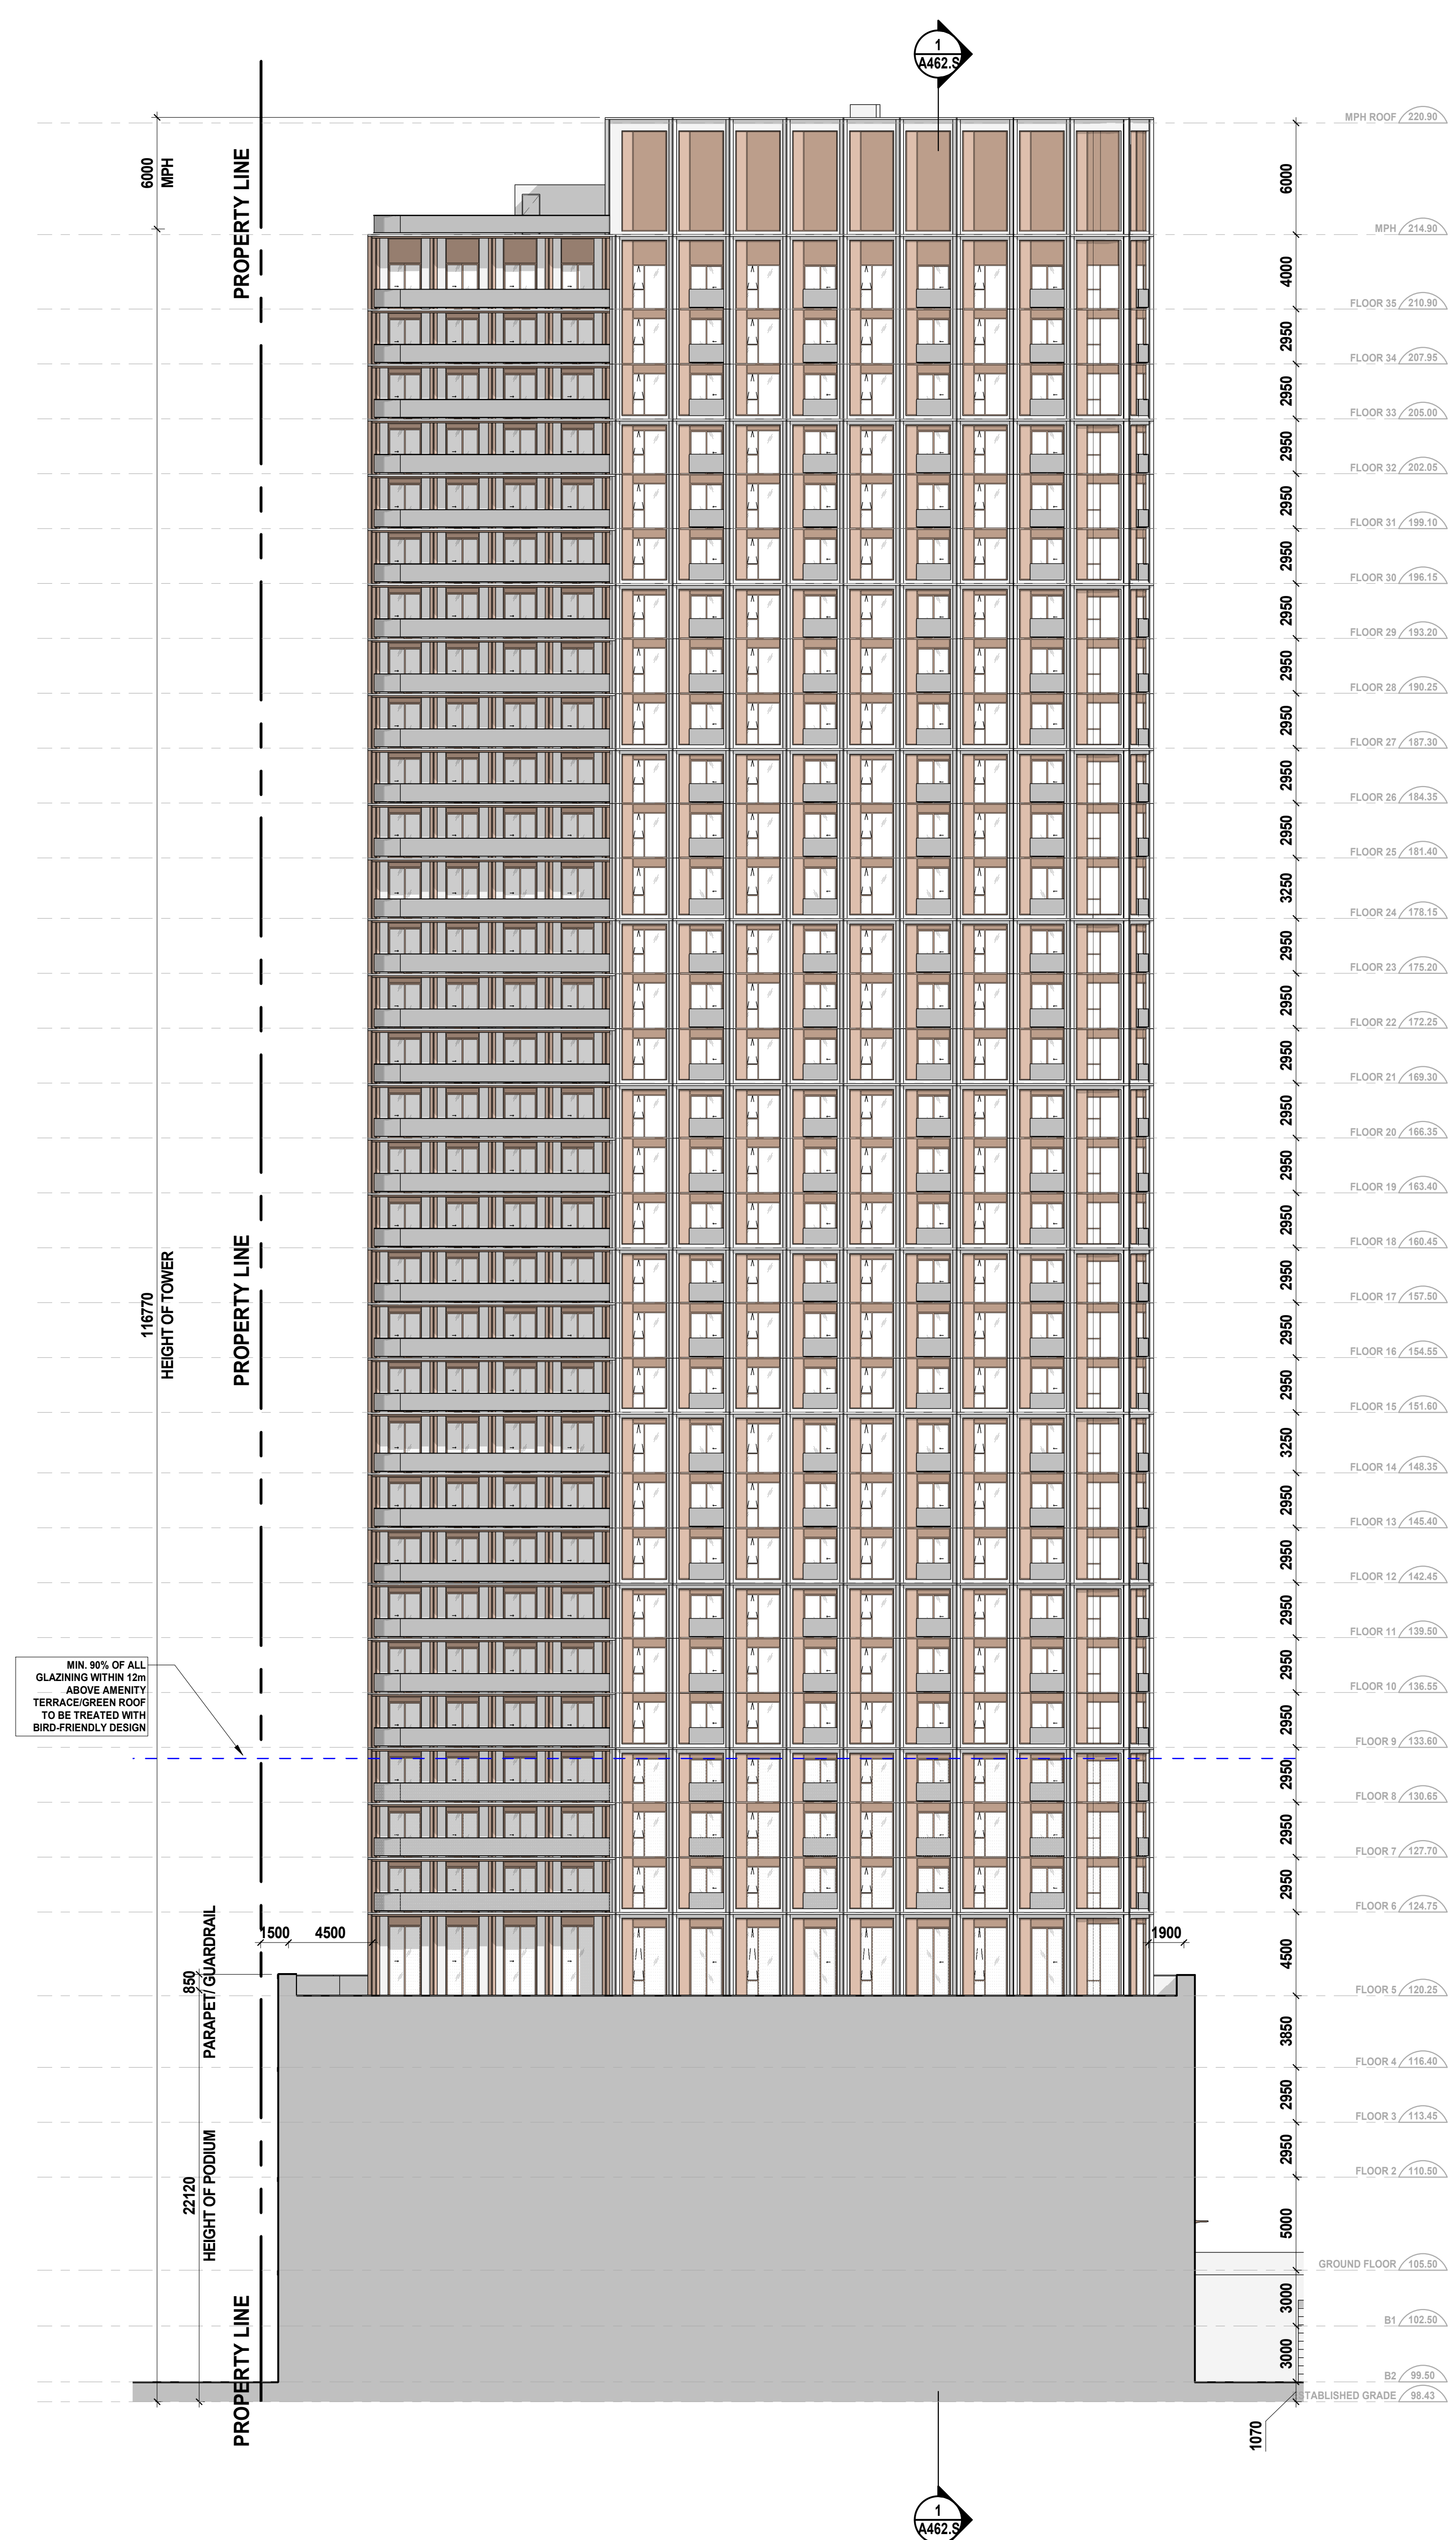 1
A462.S
MPH ROOF 220.90
6000
MPH
PROPERTY LINE
6000
MPH 214.90
4000
FLOOR 35 210.90
2950
FLOOR 34 207.95
2950
FLOOR 33 205.00
2950
FLOOR 32 202.05
2950
FLOOR 31 199.10
2950
FLOOR 30 196.15
2950
FLOOR 29 193.20
2950
FLOOR 28 190.25
2950
FLOOR 27 187.30
2950
FLOOR 26 184.35
2950
FLOOR 25 181.40
3250
FLOOR 24 178.15
2950
FLOOR 23 175.20
2950
FLOOR 22 172.25
2950
FLOOR 21 169.30
2950
FLOOR 20 166.35
2950
FLOOR 19 163.40
2950
FLOOR 18 160.45
116770
HEIGHT OF TOWER
PROPERTY LINE
2950
FLOOR 17 157.50
2950
FLOOR 16 154.55
2950
FLOOR 15 151.60
3250
FLOOR 14 148.35
2950
FLOOR 13 145.40
2950
FLOOR 12 142.45
2950
FLOOR 11 139.50
2950
FLOOR 10 136.55
MIN. 90% OF ALL
GLAZINING WITHIN 12m
ABOVE AMENITY
TERRACE/GREEN ROOF
TO BE TREATED WITH
BIRD-FRIENDLY DESIGN
2950
FLOOR 9 133.60
2950
FLOOR 8 130.65
2950
FLOOR 7 127.70
2950
FLOOR 6 124.75
1500
4500
1900
850
PARAPET/ GUARDRAIL
4500
FLOOR 5 120.25
3850
FLOOR 4 116.40
2950
FLOOR 3 113.45
2950
FLOOR 2 110.50
22120
HEIGHT OF PODIUM
5000
GROUND FLOOR 105.50
3000
B1 102.50
3000
B2 99.50
TABLISHED GRADE 98.43
PROPERTY LINE
1070
1
A462.S